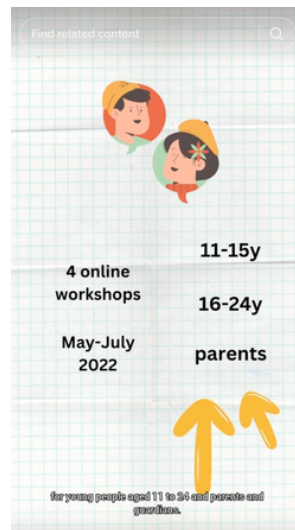 Find related content
4 online
workshops
May-July
2022
11-15y
16-24y
parents
for young people aged 11 to 24 and parents and
guardians.